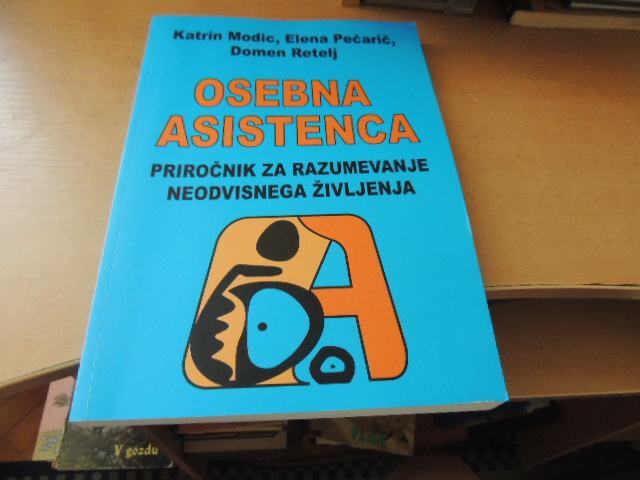 Katrin Modic, Elena Pečarič,
Domen Retelj
OSEBNA
ASISTENCA
PRIROČNIK ZA RAZUMEVANJE
NEODVISNEGA ŽIVLJENJA
A
V gozdu